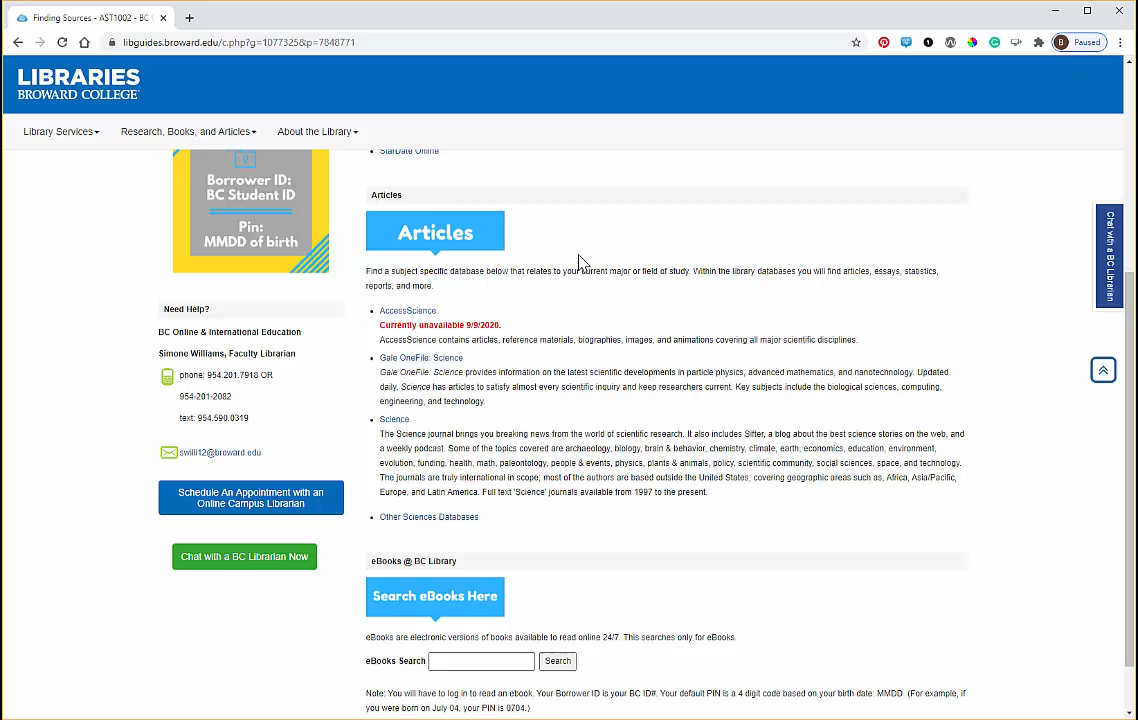 Finding Sources - AST1002 - BC
libguides.broward.edu/c.php?g=1077325&p=7848771
B Paused
LIBRARIES
BROWARD COLLEGE
Library Services
Research, Books, and Articles
About the Library
StarDate Online
Borrower ID:
BC Student ID
Pin:
MMDD of birth
Need Help?
BC Online & International Education
Simone Williams, Faculty Librarian
phone: 954.201.7918 OR
954-201-2082
text: 954.590.0319
swilli12@broward.edu
Schedule An Appointment with an
Online Campus Librarian
Chat with a BC Librarian Now
Articles
Articles
Find a subject specific database below that relates to your current major or field of study. Within the library databases you will find articles, essays, statistics,
reports, and more.
AccessScience
Currently unavailable 9/9/2020.
AccessScience contains articles, reference materials, biographies, images, and animations covering all major scientific disciplines.
Gale OneFile: Science
Gale OneFile: Science provides information on the latest scientific developments in particle physics, advanced mathematics, and nanotechnology. Updated
daily, Science has articles to satisfy almost every scientific inquiry and keep researchers current. Key subjects include the biological sciences, computing,
engineering, and technology.
Science
The Science journal brings you breaking news from the world of scientific research. It also includes Sifter, a blog about the best science stories on the web, and
a weekly podcast. Some of the topics covered are archaeology, biology, brain & behavior, chemistry, climate, earth, economics, education, environment,
evolution, funding, health, math, paleontology, people & events, physics, plants & animals, policy, scientific community, social sciences, space, and technology.
The journals are truly international in scope; most of the authors are based outside the United States, covering geographic areas such as, Africa, Asia/Pacific,
Europe, and Latin America. Full text 'Science' journals available from 1997 to the present.
Other Sciences Databases
eBooks @ BC Library
Search eBooks Here
eBooks are electronic versions of books available to read online 24/7. This searches only for eBooks.
eBooks Search
Search
Note: You will have to log in to read an ebook. Your Borrower ID is your BC ID#. Your default PIN is a 4 digit code based on your birth date: MMDD. (For example, if
you were born on July 04, your PIN is 0704.)
Chat with a BC Librarian